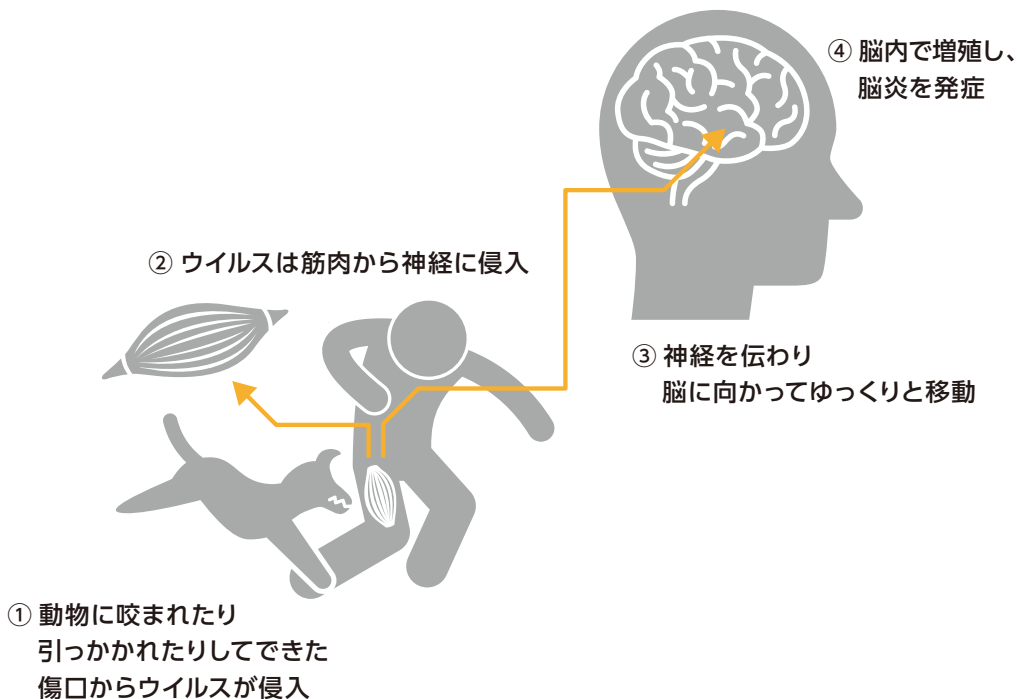 ① 動物に咬まれたり
引っかかれたりしてできた
傷口からウイルスが侵入
② ウイルスは筋肉から神経に侵入
③ 神経を伝わり
脳に向かってゆっくりと移動
④ 脳内で増殖し、
脳炎を発症